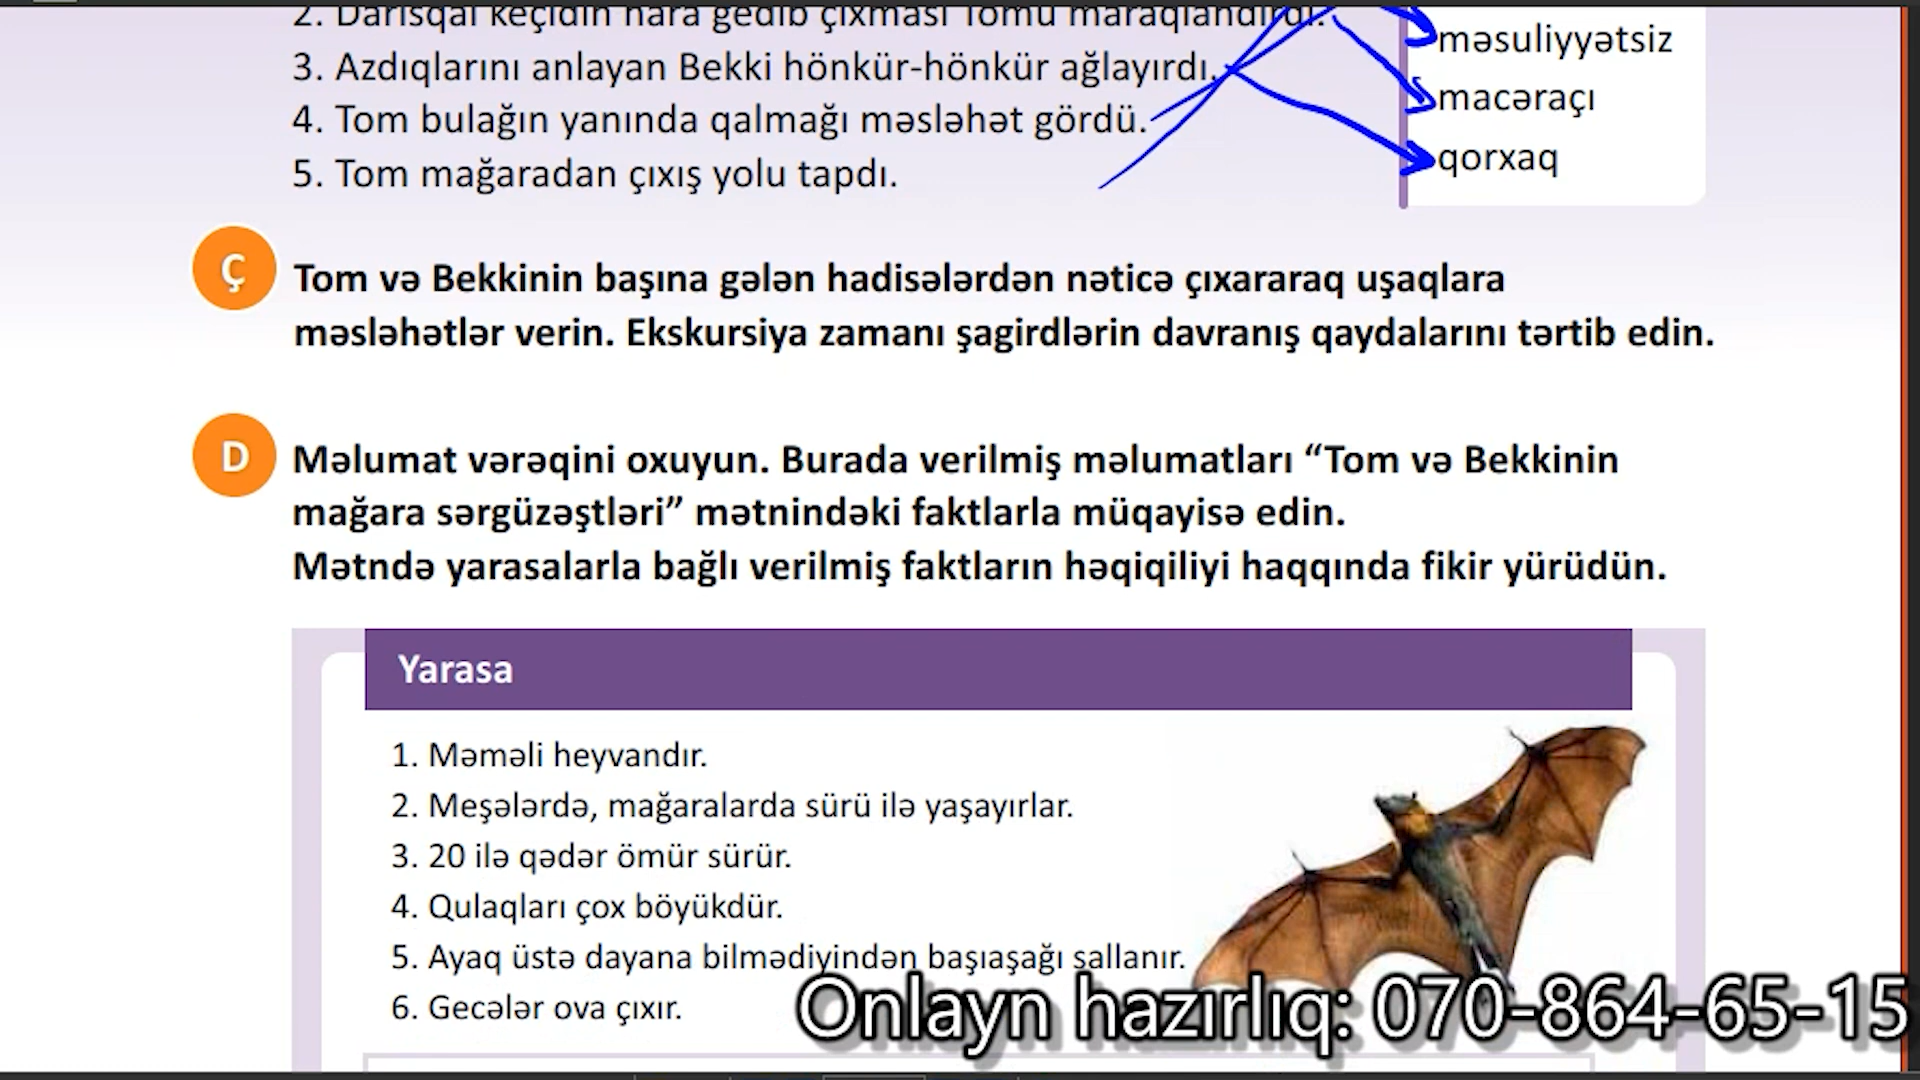 2. Darısqal keçidin hara gedib çıxması Tomu maraqlandırdı.
məsuliyyətsiz
3. Azdıqlarını anlayan Bekki hönkür-hönkür ağlayırdı.
macəraçı
4. Tom bulağın yanında qalmağı məsləhət gördü.
qorxaq
5. Tom mağaradan çıxış yolu tapdı.
Ç
Tom və Bekkinin başına gələn hadisələrdən nəticə çıxararaq uşaqlara
məsləhətlər verin. Ekskursiya zamanı şagirdlərin davranış qaydalarını tərtib edin.
D
Məlumat vərəqini oxuyun. Burada verilmiş məlumatları “Tom və Bekkinin
mağara sərgüzəştləri” mətnindəki faktlarla müqayisə edin.
Mətndə yarasalarla bağlı verilmiş faktların həqiqiliyi haqqında fikir yürüdün.
Yarasa
1. Məməli heyvandır.
2. Meşələrdə, mağaralarda sürü ilə yaşayırlar.
3. 20 ilə qədər ömür sürür.
4. Qulaqları çox böyükdür.
5. Ayaq üstə dayana bilmədiyindən başıaşağı sallanır.
6. Gecələr ova çıxır.
Onlayn hazırlıq: 070-864-65-15